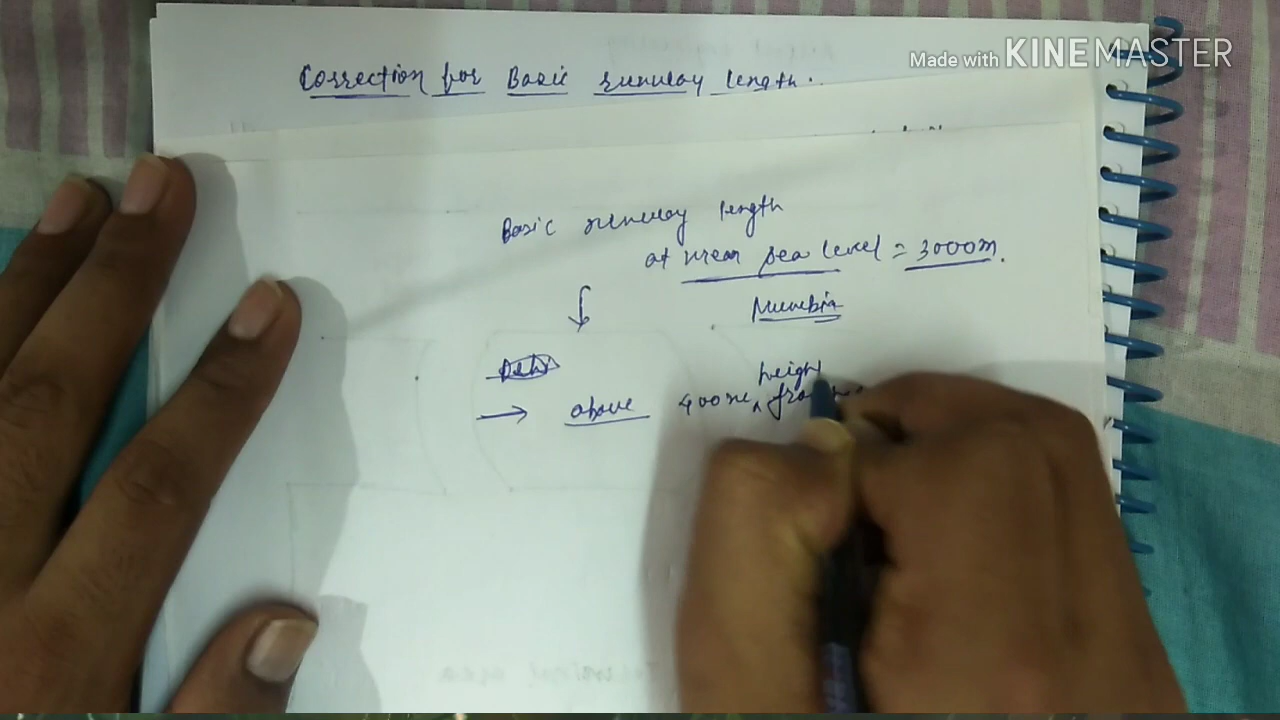 Made with KINEMASTER
Correction for Basic runway length.
Basic runway length
at mean sea level = 3000m.
Mumbai
height
→ above 400m ^